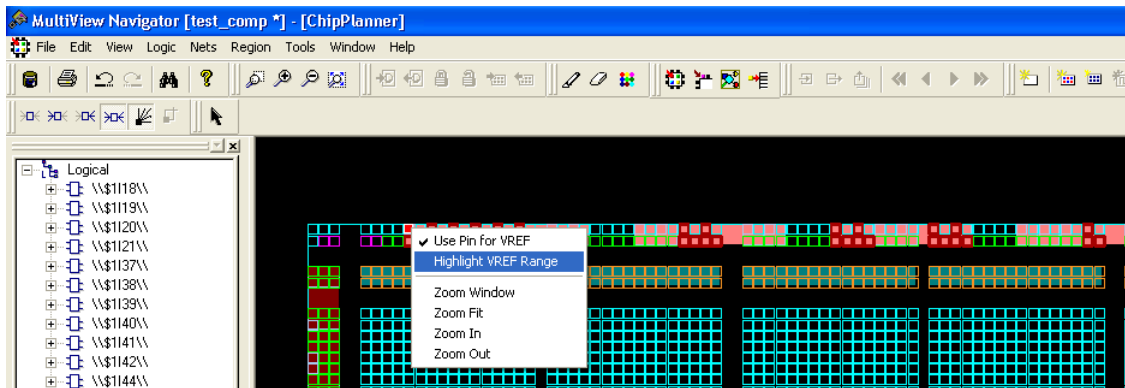 MultiView Navigator [test_comp *] - [ChipPlanner]
File Edit View Logic Nets Region Tools Window Help
Logical
\\$1I18\\
\\$1I19\\
\\$1I20\\
\\$1I21\\
\\$1I37\\
\\$1I38\\
\\$1I39\\
\\$1I40\\
\\$1I41\\
\\$1I42\\
\\$1I44\\
Use Pin for VREF
Highlight VREF Range
Zoom Window
Zoom Fit
Zoom In
Zoom Out